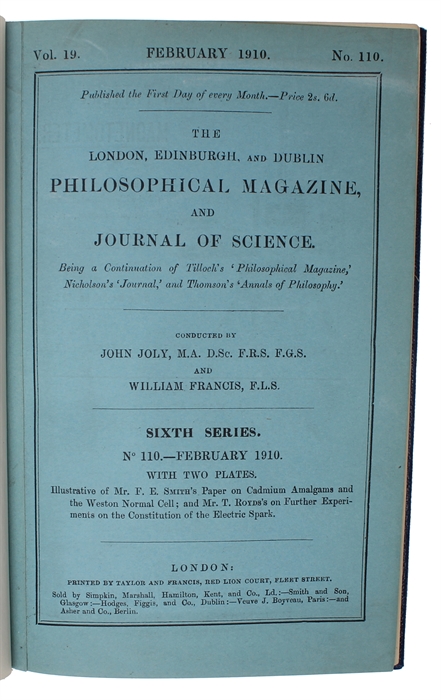 Vol. 19. FEBRUARY 1910. No. 110.
Published the First Day of every Month.—Price 2s. 6d.
THE
LONDON, EDINBURGH, AND DUBLIN
PHILOSOPHICAL MAGAZINE,
AND
JOURNAL OF SCIENCE.
Being a Continuation of Tilloch's 'Philosophical Magazine,'
Nicholson's 'Journal,' and Thomson's 'Annals of Philosophy.'
CONDUCTED BY
JOHN JOLY, M.A. D.Sc. F.R.S. F.G.S.
AND
WILLIAM FRANCIS, F.L.S.
SIXTH SERIES.
Nº 110.—FEBRUARY 1910.
WITH TWO PLATES.
Illustrative of Mr. F. E. SMITH's Paper on Cadmium Amalgams and
the Weston Normal Cell; and Mr. T. ROYDS's on Further Experi-
ments on the Constitution of the Electric Spark.
LONDON:
PRINTED BY TAYLOR AND FRANCIS, RED LION COURT, FLEET STREET.
Sold by Simpkin, Marshall, Hamilton, Kent, and Co., Ld.:—Smith and Son,
Glasgow:—Hodges, Figgis, and Co., Dublin:—Veuve J. Boyveau, Paris:—and
Asher and Co., Berlin.